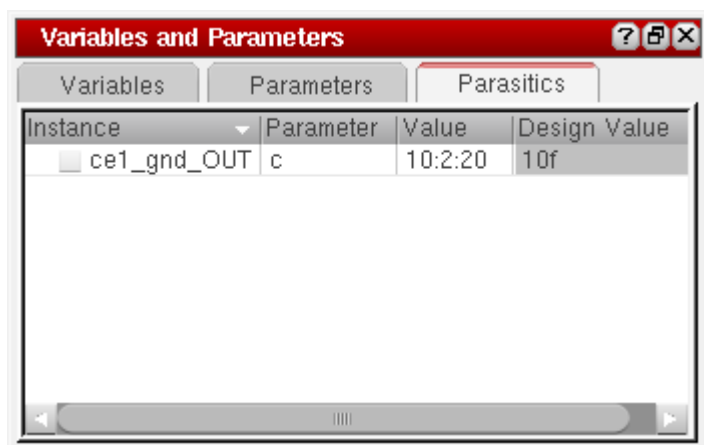 Variables and Parameters
Variables Parameters Parasitics
Instance Parameter Value Design Value
ce1_gnd_OUT c 10:2:20 10f